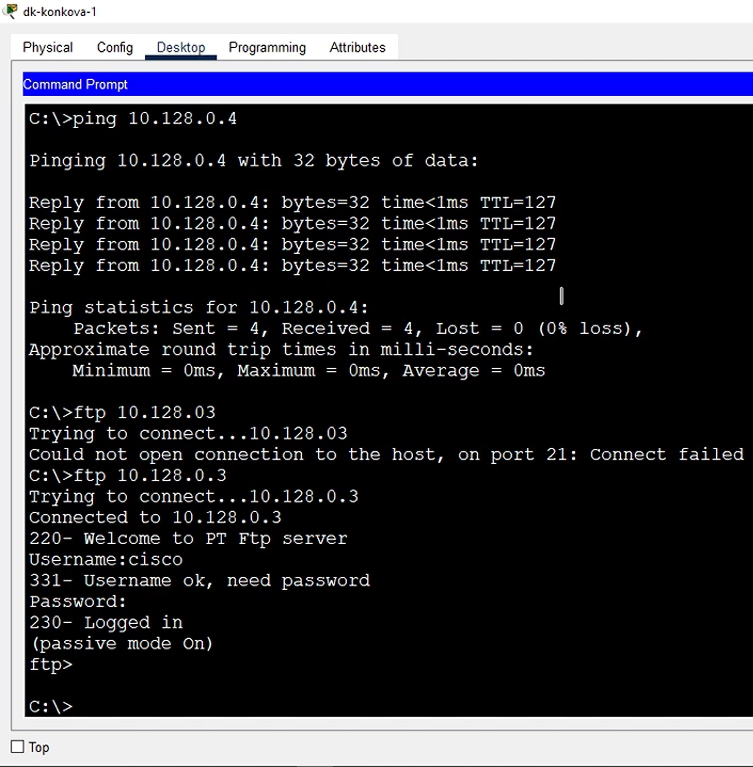 dk-konkova-1
Physical Config Desktop Programming Attributes
Command Prompt
C:\>ping 10.128.0.4
Pinging 10.128.0.4 with 32 bytes of data:
Reply from 10.128.0.4: bytes=32 time<1ms TTL=127
Reply from 10.128.0.4: bytes=32 time<1ms TTL=127
Reply from 10.128.0.4: bytes=32 time<1ms TTL=127
Reply from 10.128.0.4: bytes=32 time<1ms TTL=127
Ping statistics for 10.128.0.4:
    Packets: Sent = 4, Received = 4, Lost = 0 (0% loss),
Approximate round trip times in milli-seconds:
    Minimum = 0ms, Maximum = 0ms, Average = 0ms
C:\>ftp 10.128.03
Trying to connect...10.128.03
Could not open connection to the host, on port 21: Connect failed
C:\>ftp 10.128.0.3
Trying to connect...10.128.0.3
Connected to 10.128.0.3
220- Welcome to PT Ftp server
Username:cisco
331- Username ok, need password
Password:
230- Logged in
(passive mode On)
ftp>
C:\>
Top